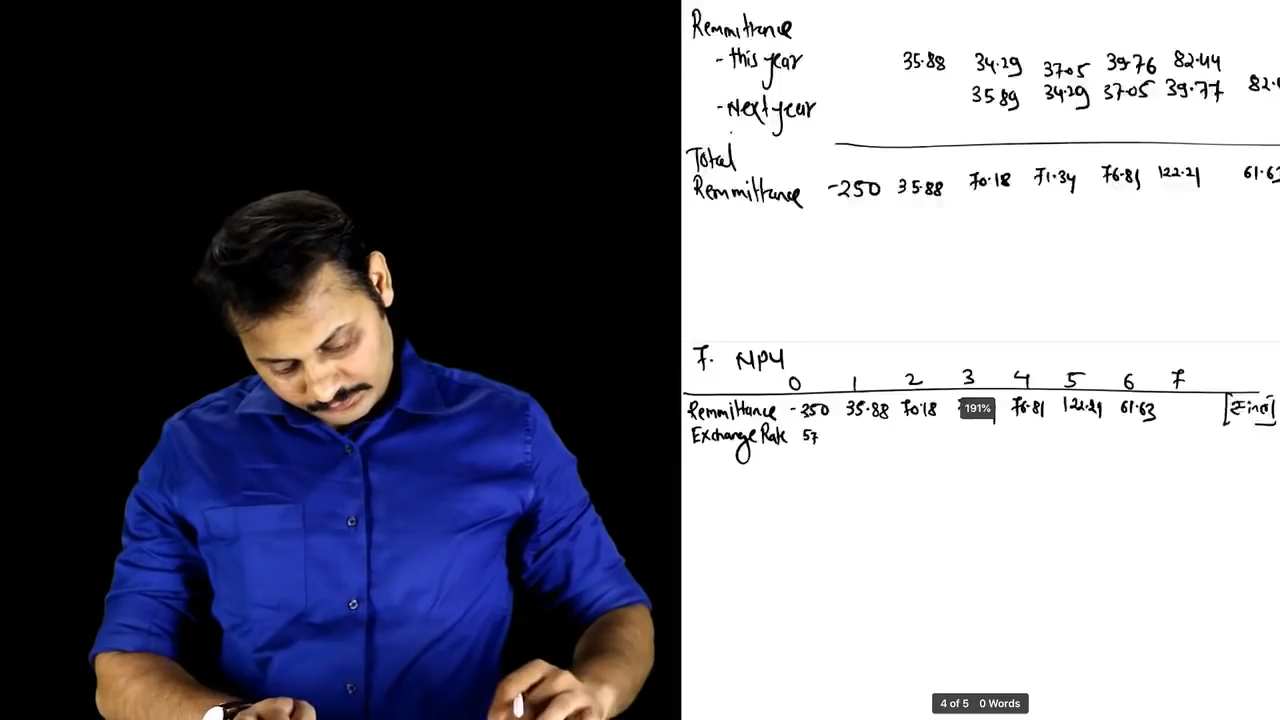 Remmittance
- this year 35.88 34.29 37.05 39.76 82.44
35.89 34.29 37.05 39.77 82.4
- Next year
Total
Remmittance -250 35.88 70.18 71.34 76.81 122.21 61.63
7. NPV
0 1 2 3 4 5 6 7
Remmittance -250 35.88 70.18 76.81 122.21 61.63
Exchange Rate 57
191%
4 of 5 0 Words